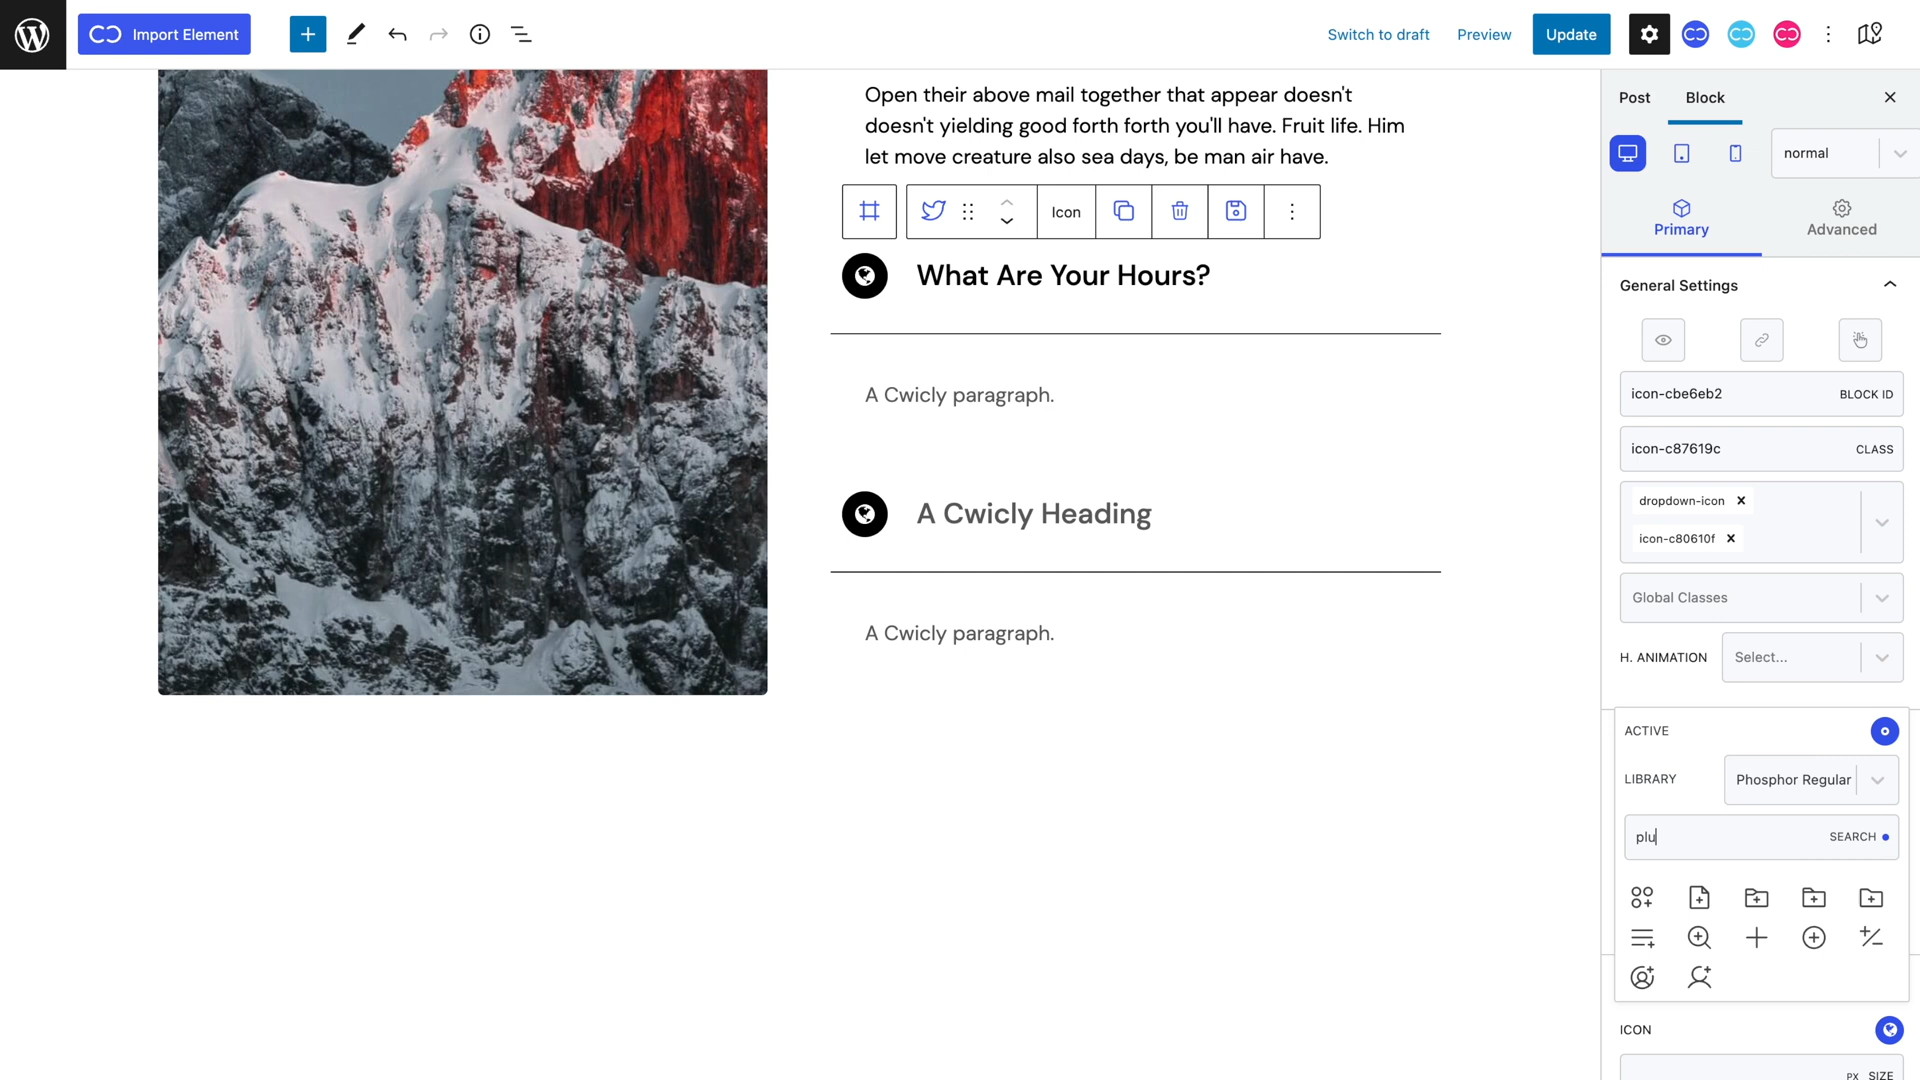 Import Element
Switch to draft
Preview
Update
Open their above mail together that appear doesn't
doesn't yielding good forth forth you'll have. Fruit life. Him
let move creature also sea days, be man air have.
Icon
What Are Your Hours?
A Cwicly paragraph.
A Cwicly Heading
A Cwicly paragraph.
Post
Block
normal
Primary
Advanced
General Settings
icon-cbe6eb2 BLOCK ID
icon-c87619c CLASS
dropdown-icon
icon-c80610f
Global Classes
H. ANIMATION Select...
ACTIVE
LIBRARY Phosphor Regular
plu SEARCH
ICON
PX SIZE